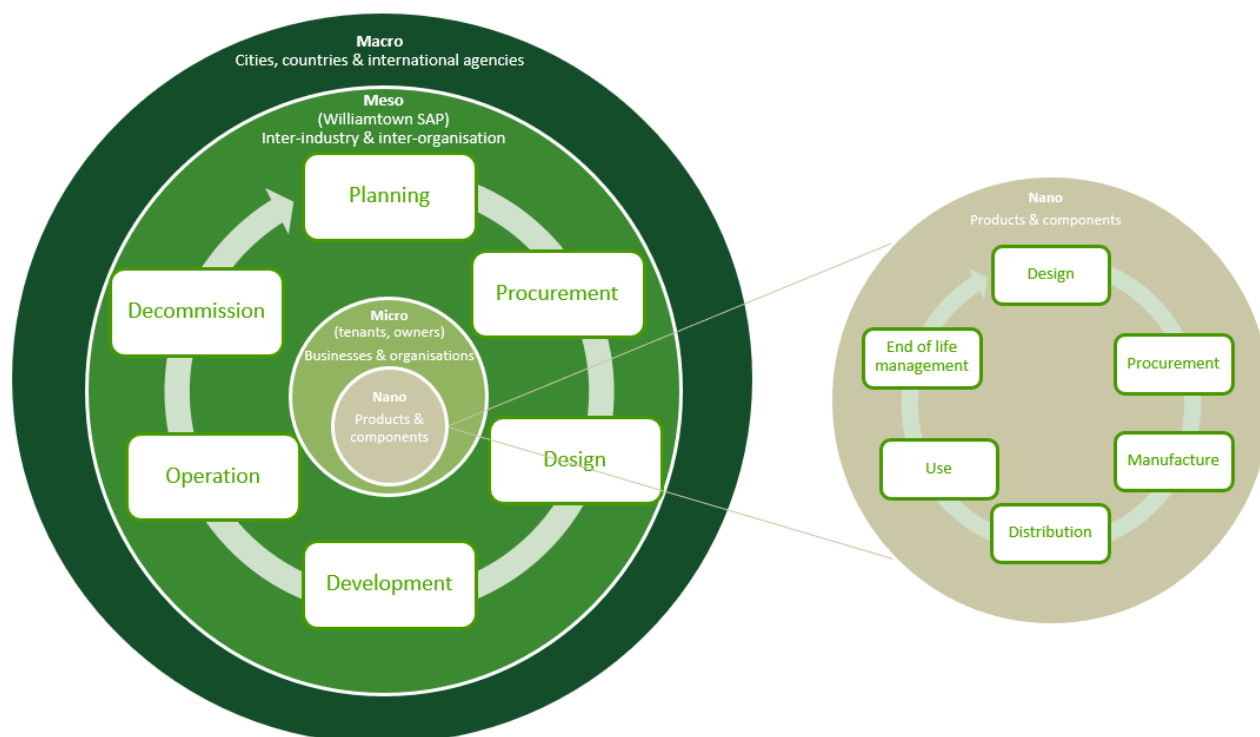 Macro
Cities, countries & international agencies
Meso
(Williamtown SAP)
Inter-industry & inter-organisation
Planning
Procurement
Design
Development
Operation
Decommission
Micro
(tenants, owners)
Businesses & organisations
Nano
Products &
components
Nano
Products & components
Design
Procurement
Manufacture
Distribution
Use
End of life
management